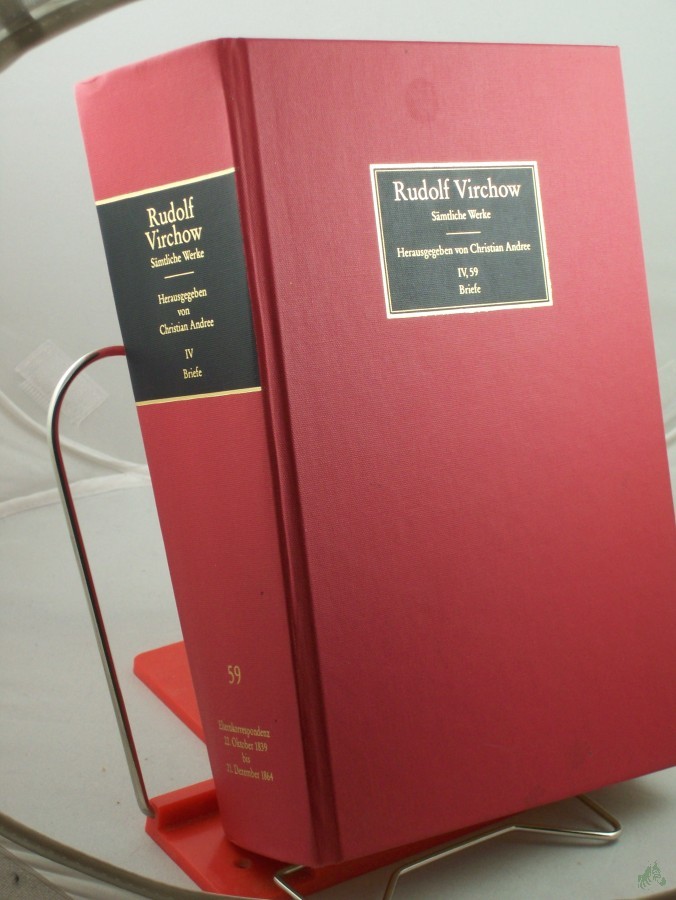 Rudolf
Virchow
Sämtliche Werke
Herausgegeben
von
Christian Andree
IV
Briefe
59
Elternkorrespondenz
22. Oktober 1839
bis
23. Dezember 1864
Rudolf Virchow
Sämtliche Werke
Herausgegeben von Christian Andree
IV, 59
Briefe